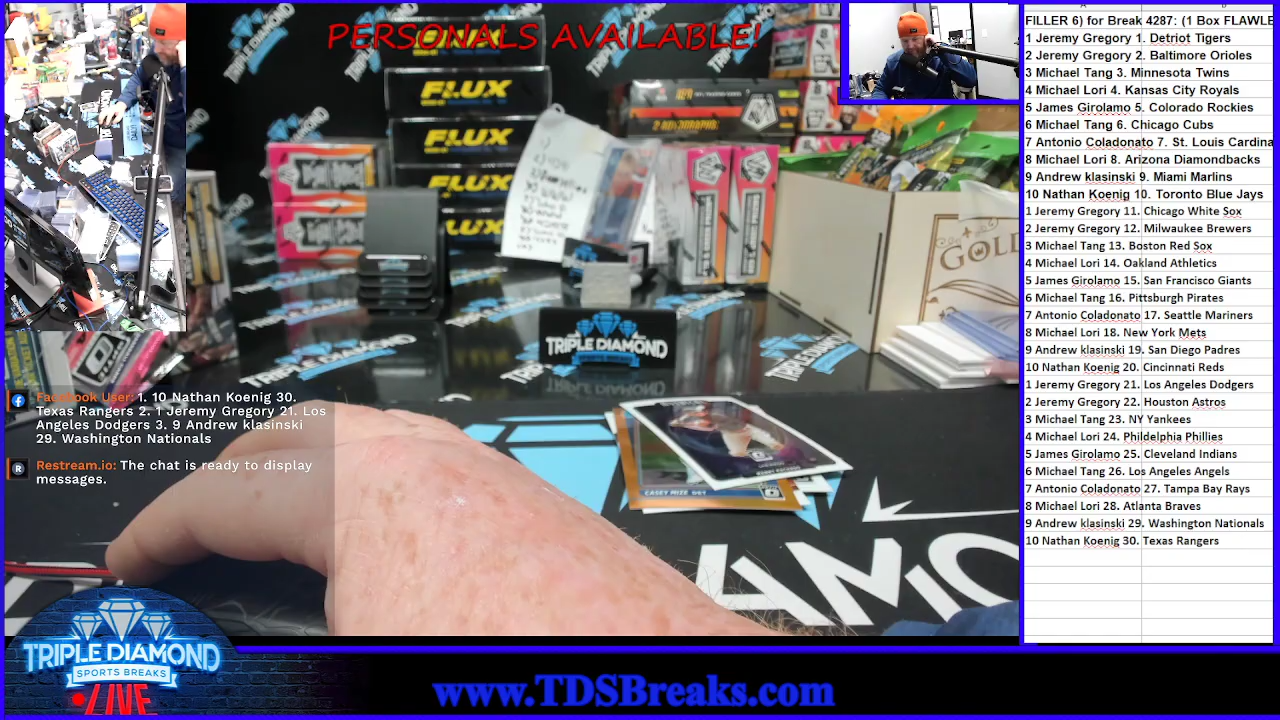 PERSONALS AVAILABLE!
FLUX
FLUX
FLUX
FLUX
FLUX
2 AUTOGRAPHS
GOLD
TRIPLE DIAMOND
SPORTS BREAKS
CASEY MIZE
Facebook User: 1. 10 Nathan Koenig 30.
Texas Rangers 2. 1 Jeremy Gregory 21. Los
Angeles Dodgers 3. 9 Andrew klasinski
29. Washington Nationals
Restream.io: The chat is ready to display
messages.
TRIPLE DIAMOND
SPORTS BREAKS
LIVE
www.TDSBreaks.com
FILLER 6) for Break 4287: (1 Box FLAWLE
1 Jeremy Gregory 1. Detriot Tigers
2 Jeremy Gregory 2. Baltimore Orioles
3 Michael Tang 3. Minnesota Twins
4 Michael Lori 4. Kansas City Royals
5 James Girolamo 5. Colorado Rockies
6 Michael Tang 6. Chicago Cubs
7 Antonio Coladonato 7. St. Louis Cardina
8 Michael Lori 8. Arizona Diamondbacks
9 Andrew klasinski 9. Miami Marlins
10 Nathan Koenig 10. Toronto Blue Jays
1 Jeremy Gregory 11. Chicago White Sox
2 Jeremy Gregory 12. Milwaukee Brewers
3 Michael Tang 13. Boston Red Sox
4 Michael Lori 14. Oakland Athletics
5 James Girolamo 15. San Francisco Giants
6 Michael Tang 16. Pittsburgh Pirates
7 Antonio Coladonato 17. Seattle Mariners
8 Michael Lori 18. New York Mets
9 Andrew klasinski 19. San Diego Padres
10 Nathan Koenig 20. Cincinnati Reds
1 Jeremy Gregory 21. Los Angeles Dodgers
2 Jeremy Gregory 22. Houston Astros
3 Michael Tang 23. NY Yankees
4 Michael Lori 24. Phildelphia Phillies
5 James Girolamo 25. Cleveland Indians
6 Michael Tang 26. Los Angeles Angels
7 Antonio Coladonato 27. Tampa Bay Rays
8 Michael Lori 28. Atlanta Braves
9 Andrew klasinski 29. Washington Nationals
10 Nathan Koenig 30. Texas Rangers